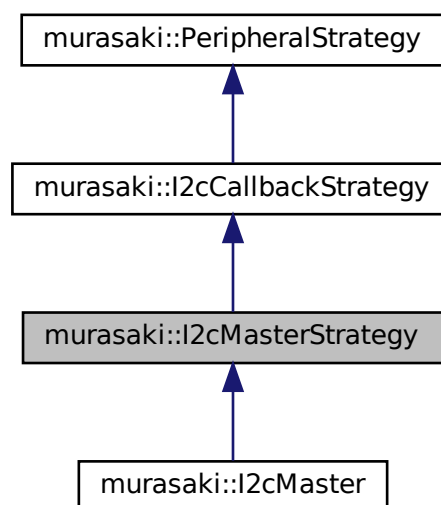 murasaki::PeripheralStrategy
murasaki::I2cCallbackStrategy
murasaki::I2cMasterStrategy
murasaki::I2cMaster